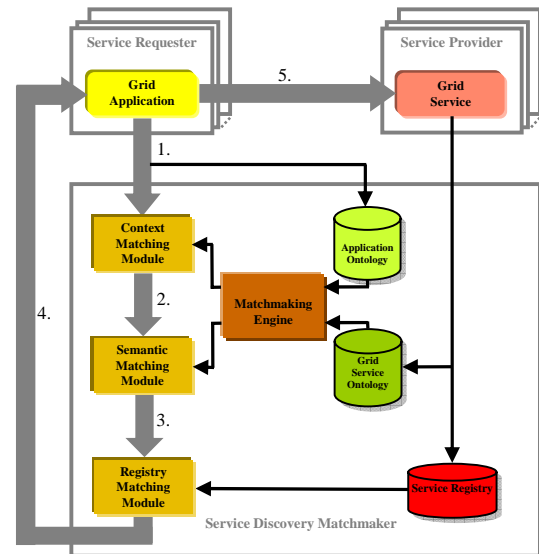 Service Requester
Service Provider
Grid
Application
5.
Grid
Service
1.
Context
Matching
Module
Application
Ontology
2.
4.
Matchmaking
Engine
Semantic
Matching
Module
Grid
Service
Ontology
3.
Registry
Matching
Module
Service Registry
Service Discovery Matchmaker